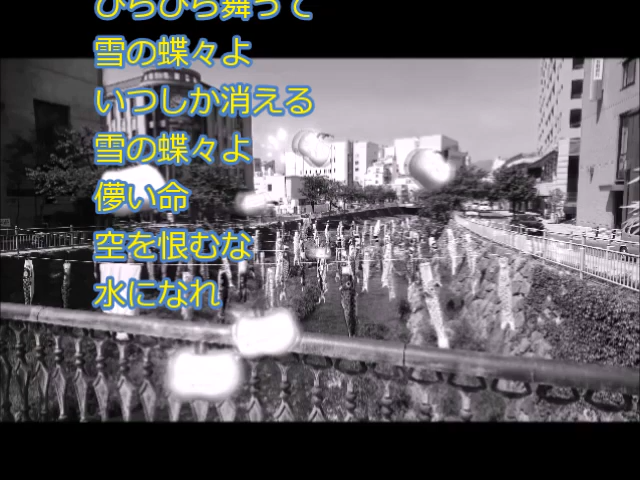 ひらひら舞って
雪の蝶々よ
いつしか消える
雪の蝶々よ
儚い命
空を恨むな
水になれ